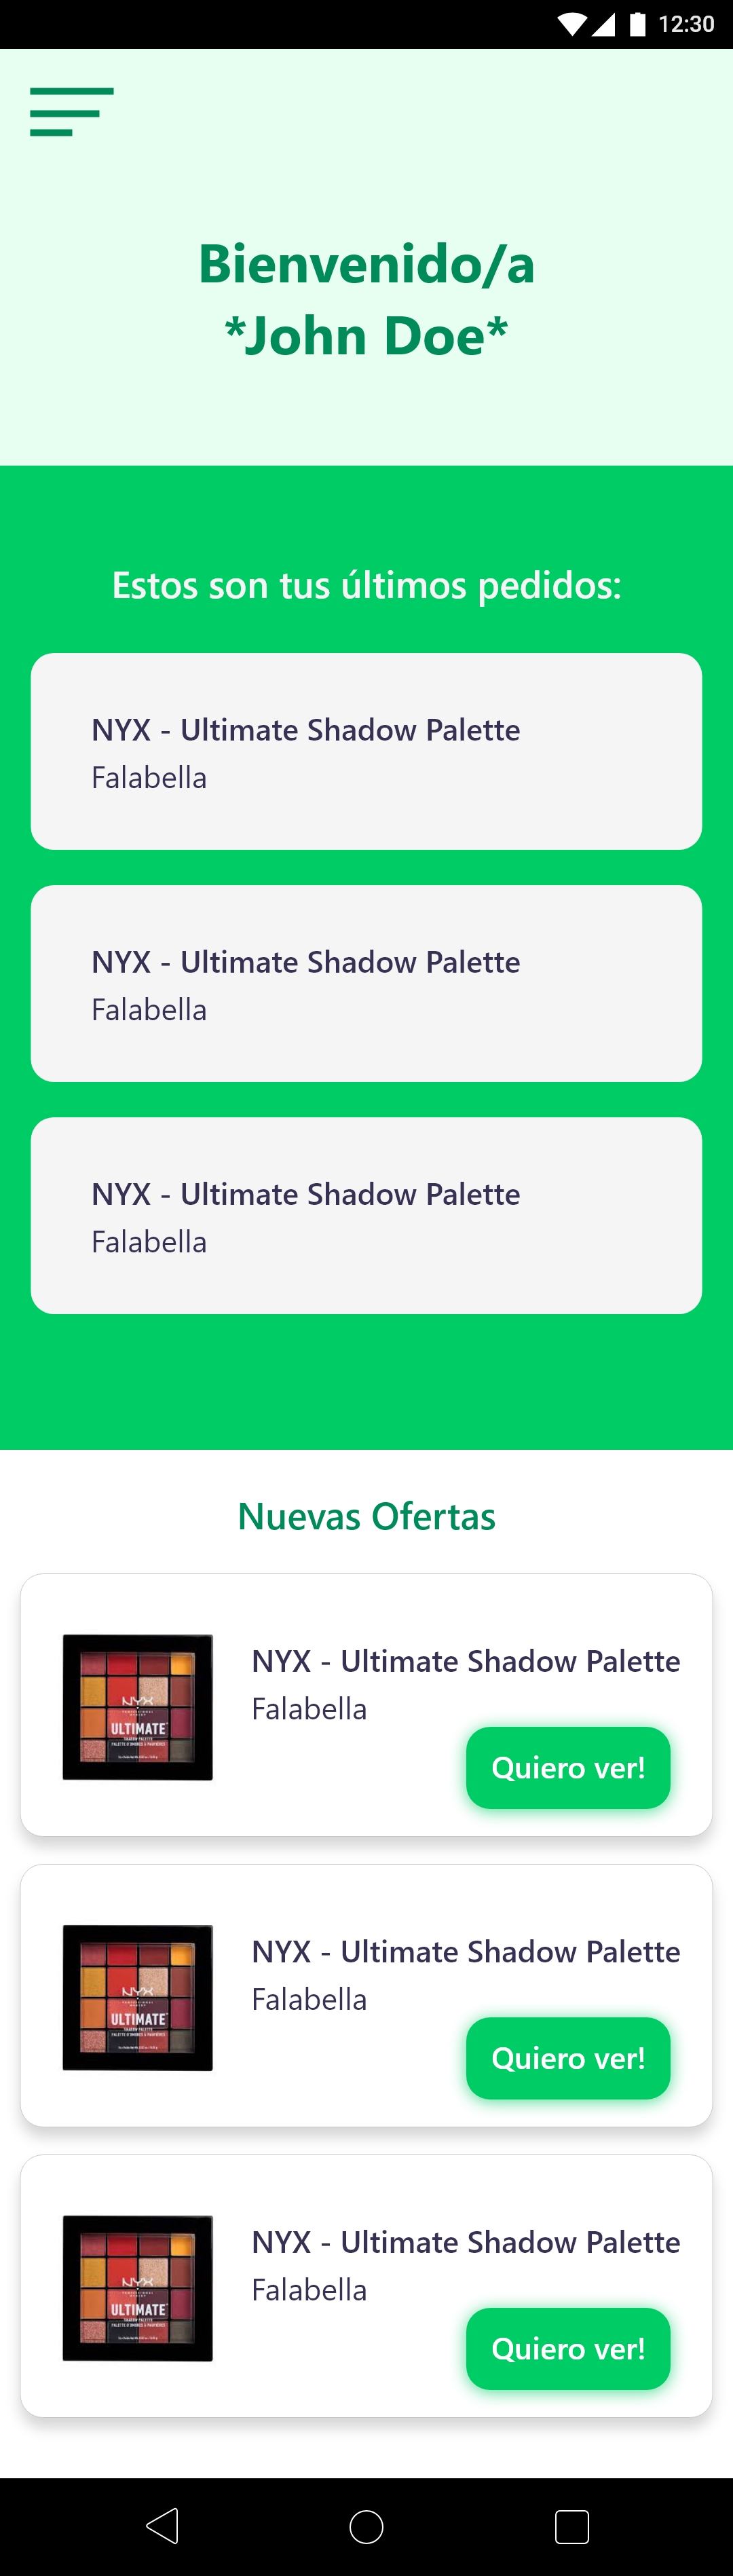 12:30
Bienvenido/a
*John Doe*
Estos son tus últimos pedidos:
NYX - Ultimate Shadow Palette
Falabella
NYX - Ultimate Shadow Palette
Falabella
NYX - Ultimate Shadow Palette
Falabella
Nuevas Ofertas
NYX
ULTIMATE
NYX - Ultimate Shadow Palette
Falabella
Quiero ver!
NYX
ULTIMATE
NYX - Ultimate Shadow Palette
Falabella
Quiero ver!
NYX
ULTIMATE
NYX - Ultimate Shadow Palette
Falabella
Quiero ver!